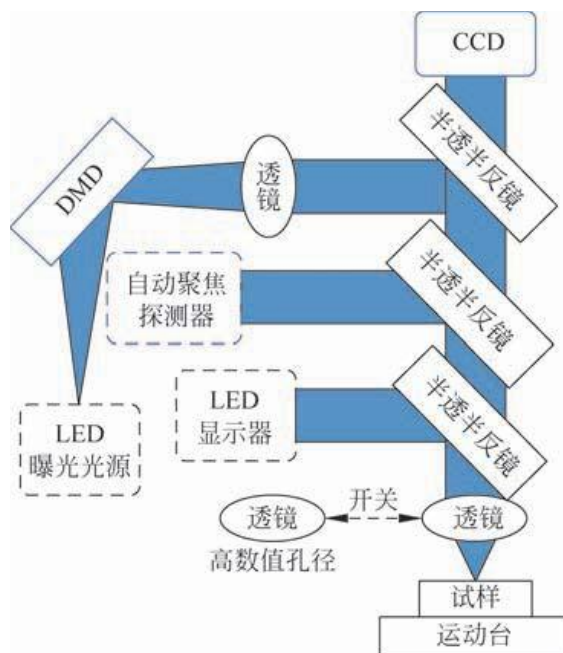 CCD
半透半反镜
DMD
透镜
自动聚焦
探测器
半透半反镜
LED
显示器
半透半反镜
LED
曝光光源
透镜
开关
透镜
高数值孔径
试样
运动台